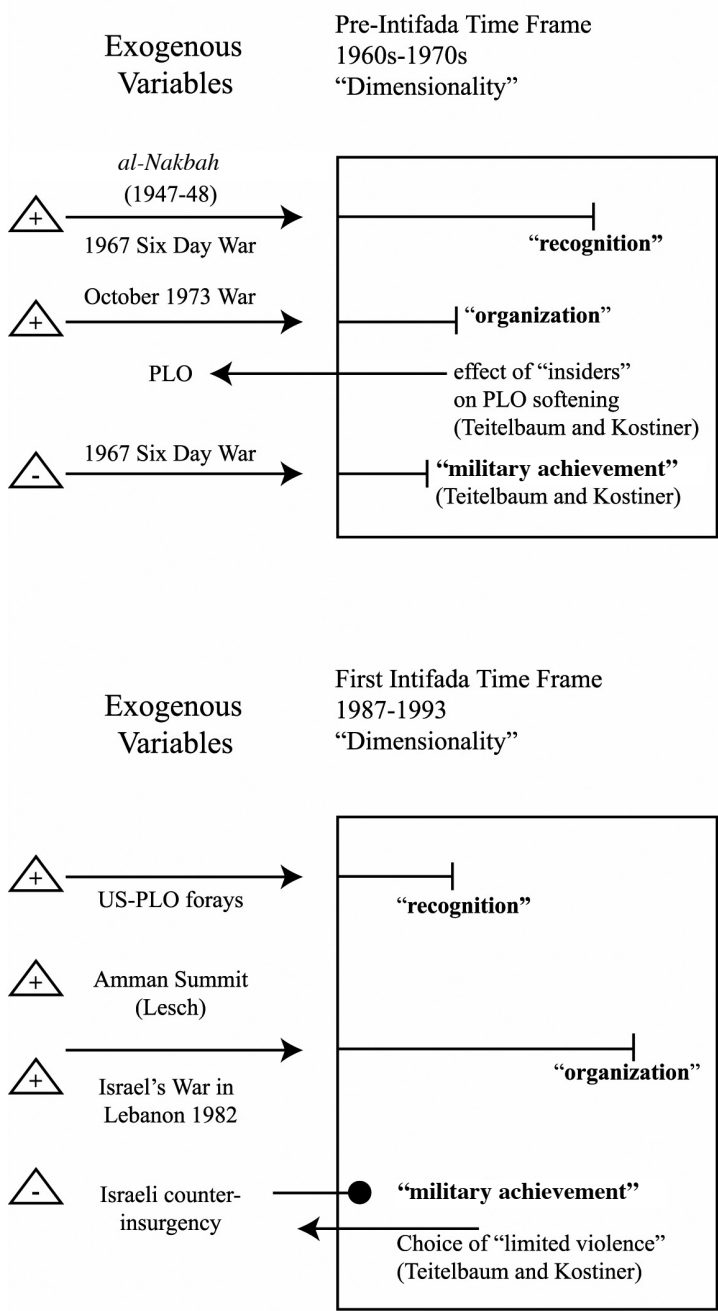 Exogenous
Variables
Pre-Intifada Time Frame
1960s-1970s
“Dimensionality”
al-Nakbah
(1947-48)
+
1967 Six Day War
“recognition”
October 1973 War
+
“organization”
PLO
effect of “insiders”
on PLO softening
(Teitelbaum and Kostiner)
1967 Six Day War
-
“military achievement”
(Teitelbaum and Kostiner)
Exogenous
Variables
First Intifada Time Frame
1987-1993
“Dimensionality”
+
US-PLO forays
“recognition”
+
Amman Summit
(Lesch)
+
“organization”
Israel’s War in
Lebanon 1982
-
Israeli counter-
insurgency
“military achievement”
Choice of “limited violence”
(Teitelbaum and Kostiner)